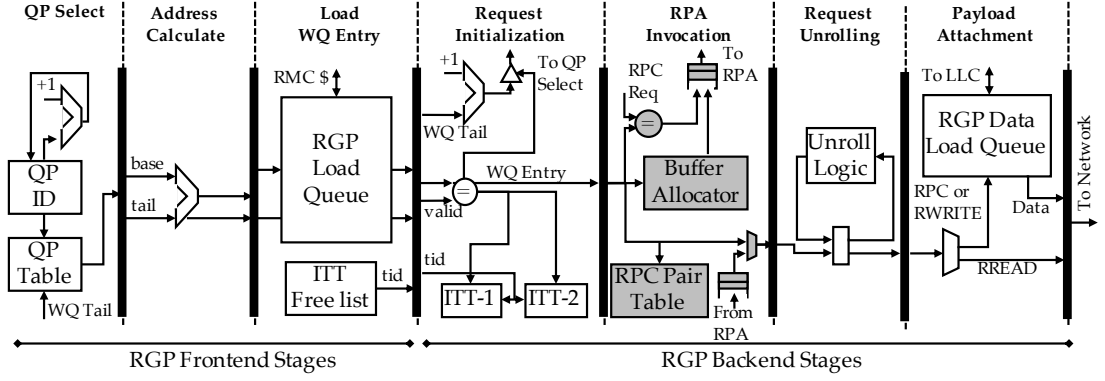 QP Select
Address
Calculate
Load
WQ Entry
Request
Initialization
RPA
Invocation
Request
Unrolling
Payload
Attachment
+1
QP
ID
QP
Table
WQ Tail
base
tail
RMC $
RGP
Load
Queue
ITT
Free list
tid
+1
To QP
Select
WQ Tail
=
WQ Entry
valid
tid
ITT-1
ITT-2
RPC
Req
To
RPA
=
Buffer
Allocator
RPC Pair
Table
From
RPA
Unroll
Logic
To LLC
RGP Data
Load Queue
RPC or
RWRITE
Data
RREAD
To Network
RGP Frontend Stages
RGP Backend Stages